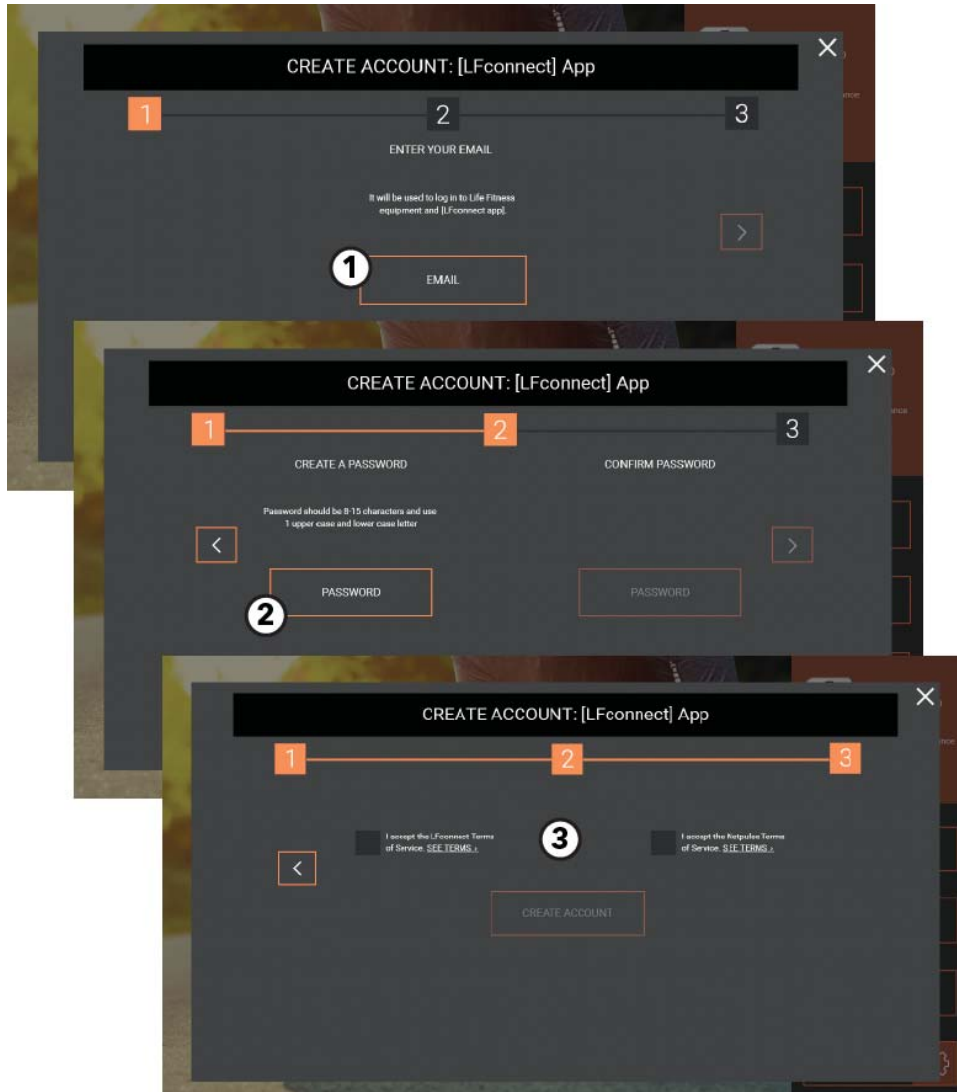 CREATE ACCOUNT: [LFconnect] App
1
2
3
ENTER YOUR EMAIL
It will be used to log in to Life Fitness
equipment and [LFconnect app].
1
EMAIL
CREATE ACCOUNT: [LFconnect] App
1
2
3
CREATE A PASSWORD
CONFIRM PASSWORD
Password should be 8-15 characters and use
1 upper case and lower case letter
PASSWORD
PASSWORD
2
CREATE ACCOUNT: [LFconnect] App
1
2
3
I accept the LFconnect Terms
of Service. SEE TERMS >
3
I accept the Netpulse Terms
of Service. SEE TERMS >
CREATE ACCOUNT